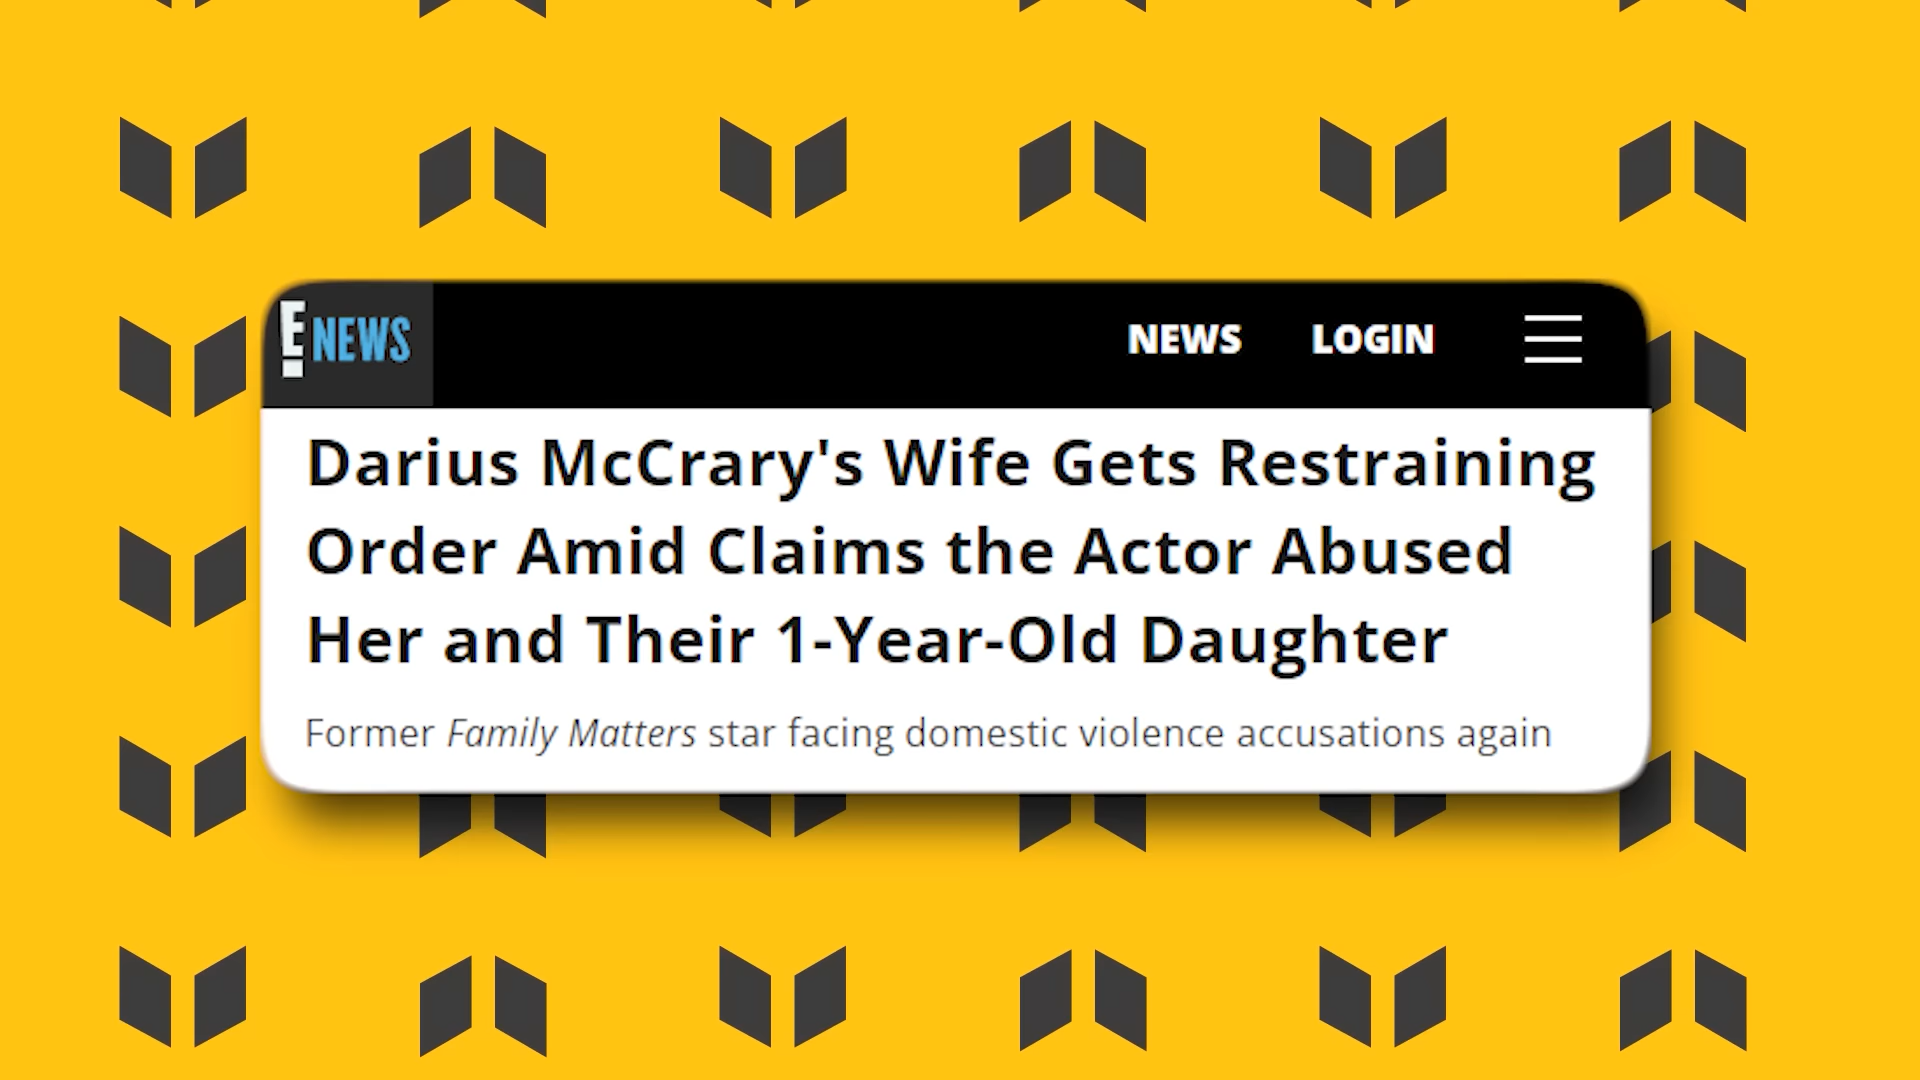 E! NEWS
NEWS LOGIN
Darius McCrary's Wife Gets Restraining
Order Amid Claims the Actor Abused
Her and Their 1-Year-Old Daughter
Former Family Matters star facing domestic violence accusations again